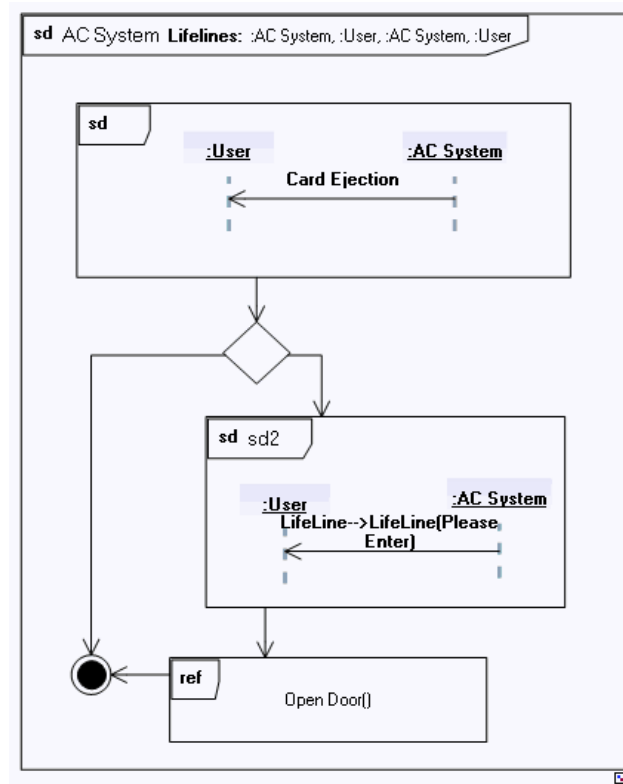 sd AC System Lifelines: :AC System, :User, :AC System, :User
sd
:User
:AC System
Card Ejection
sd sd2
:User
:AC System
LifeLine-->LifeLine(Please
Enter)
ref
Open Door()